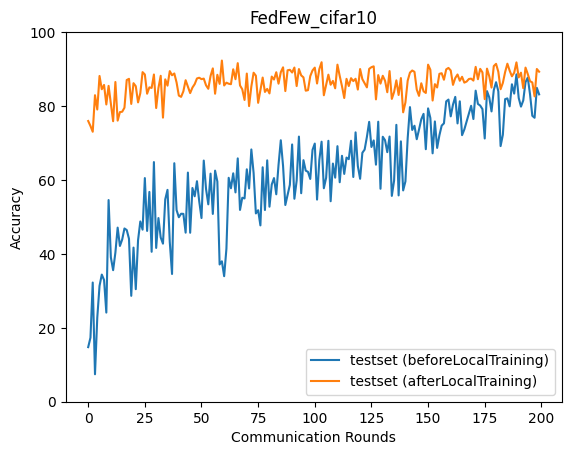 FedFew_cifar10
100
80
60
40
20
0
Accuracy
testset (beforeLocalTraining)
testset (afterLocalTraining)
0 25 50 75 100 125 150 175 200
Communication Rounds